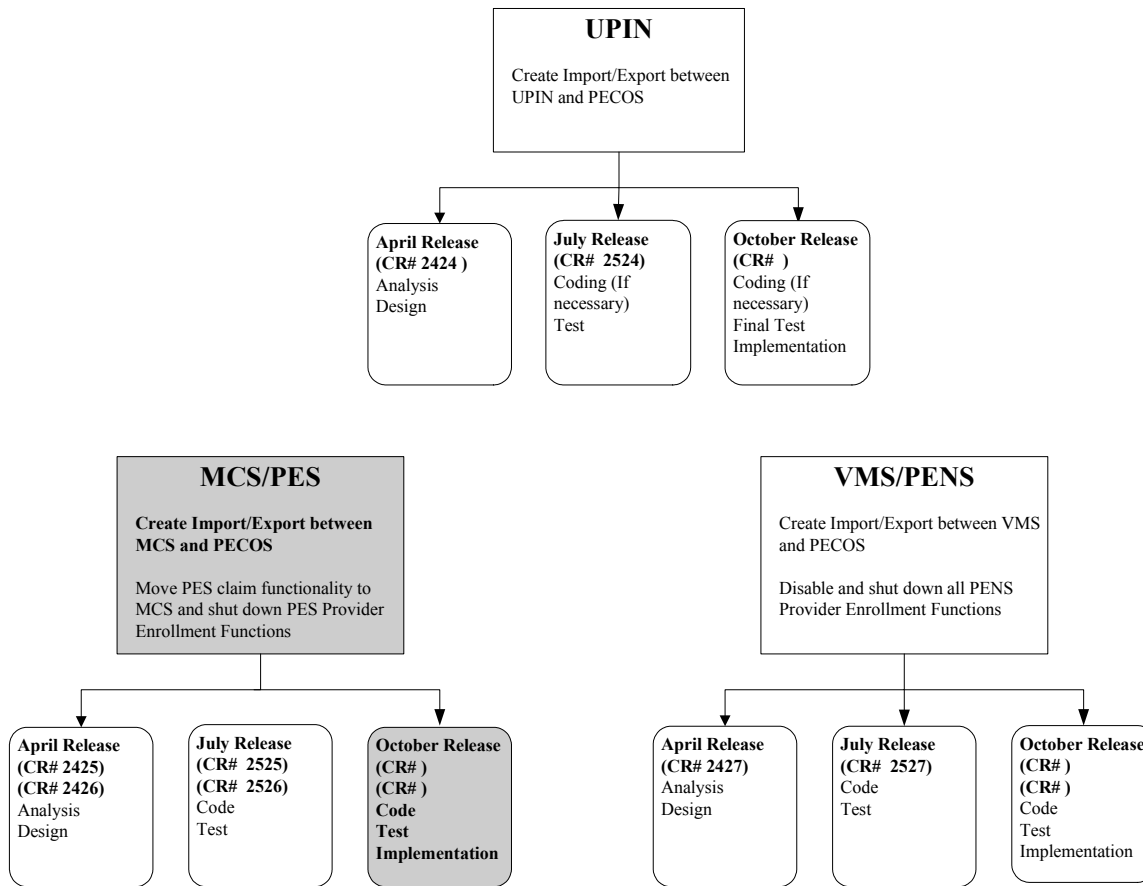 UPIN
Create Import/Export between
UPIN and PECOS
April Release
(CR# 2424 )
Analysis
Design
July Release
(CR#  2524)
Coding (If
necessary)
Test
October Release
(CR#  )
Coding (If
necessary)
Final Test
Implementation
MCS/PES
Create Import/Export between
MCS and PECOS
Move PES claim functionality to
MCS and shut down PES Provider
Enrollment Functions
April Release
(CR# 2425)
(CR# 2426)
Analysis
Design
July Release
(CR#  2525)
(CR#  2526)
Code
Test
October Release
(CR# )
(CR# )
Code
Test
Implementation
VMS/PENS
Create Import/Export between VMS
and PECOS
Disable and shut down all PENS
Provider Enrollment Functions
April Release
(CR# 2427)
Analysis
Design
July Release
(CR#  2527)
Code
Test
October Release
(CR# )
(CR# )
Code
Test
Implementation